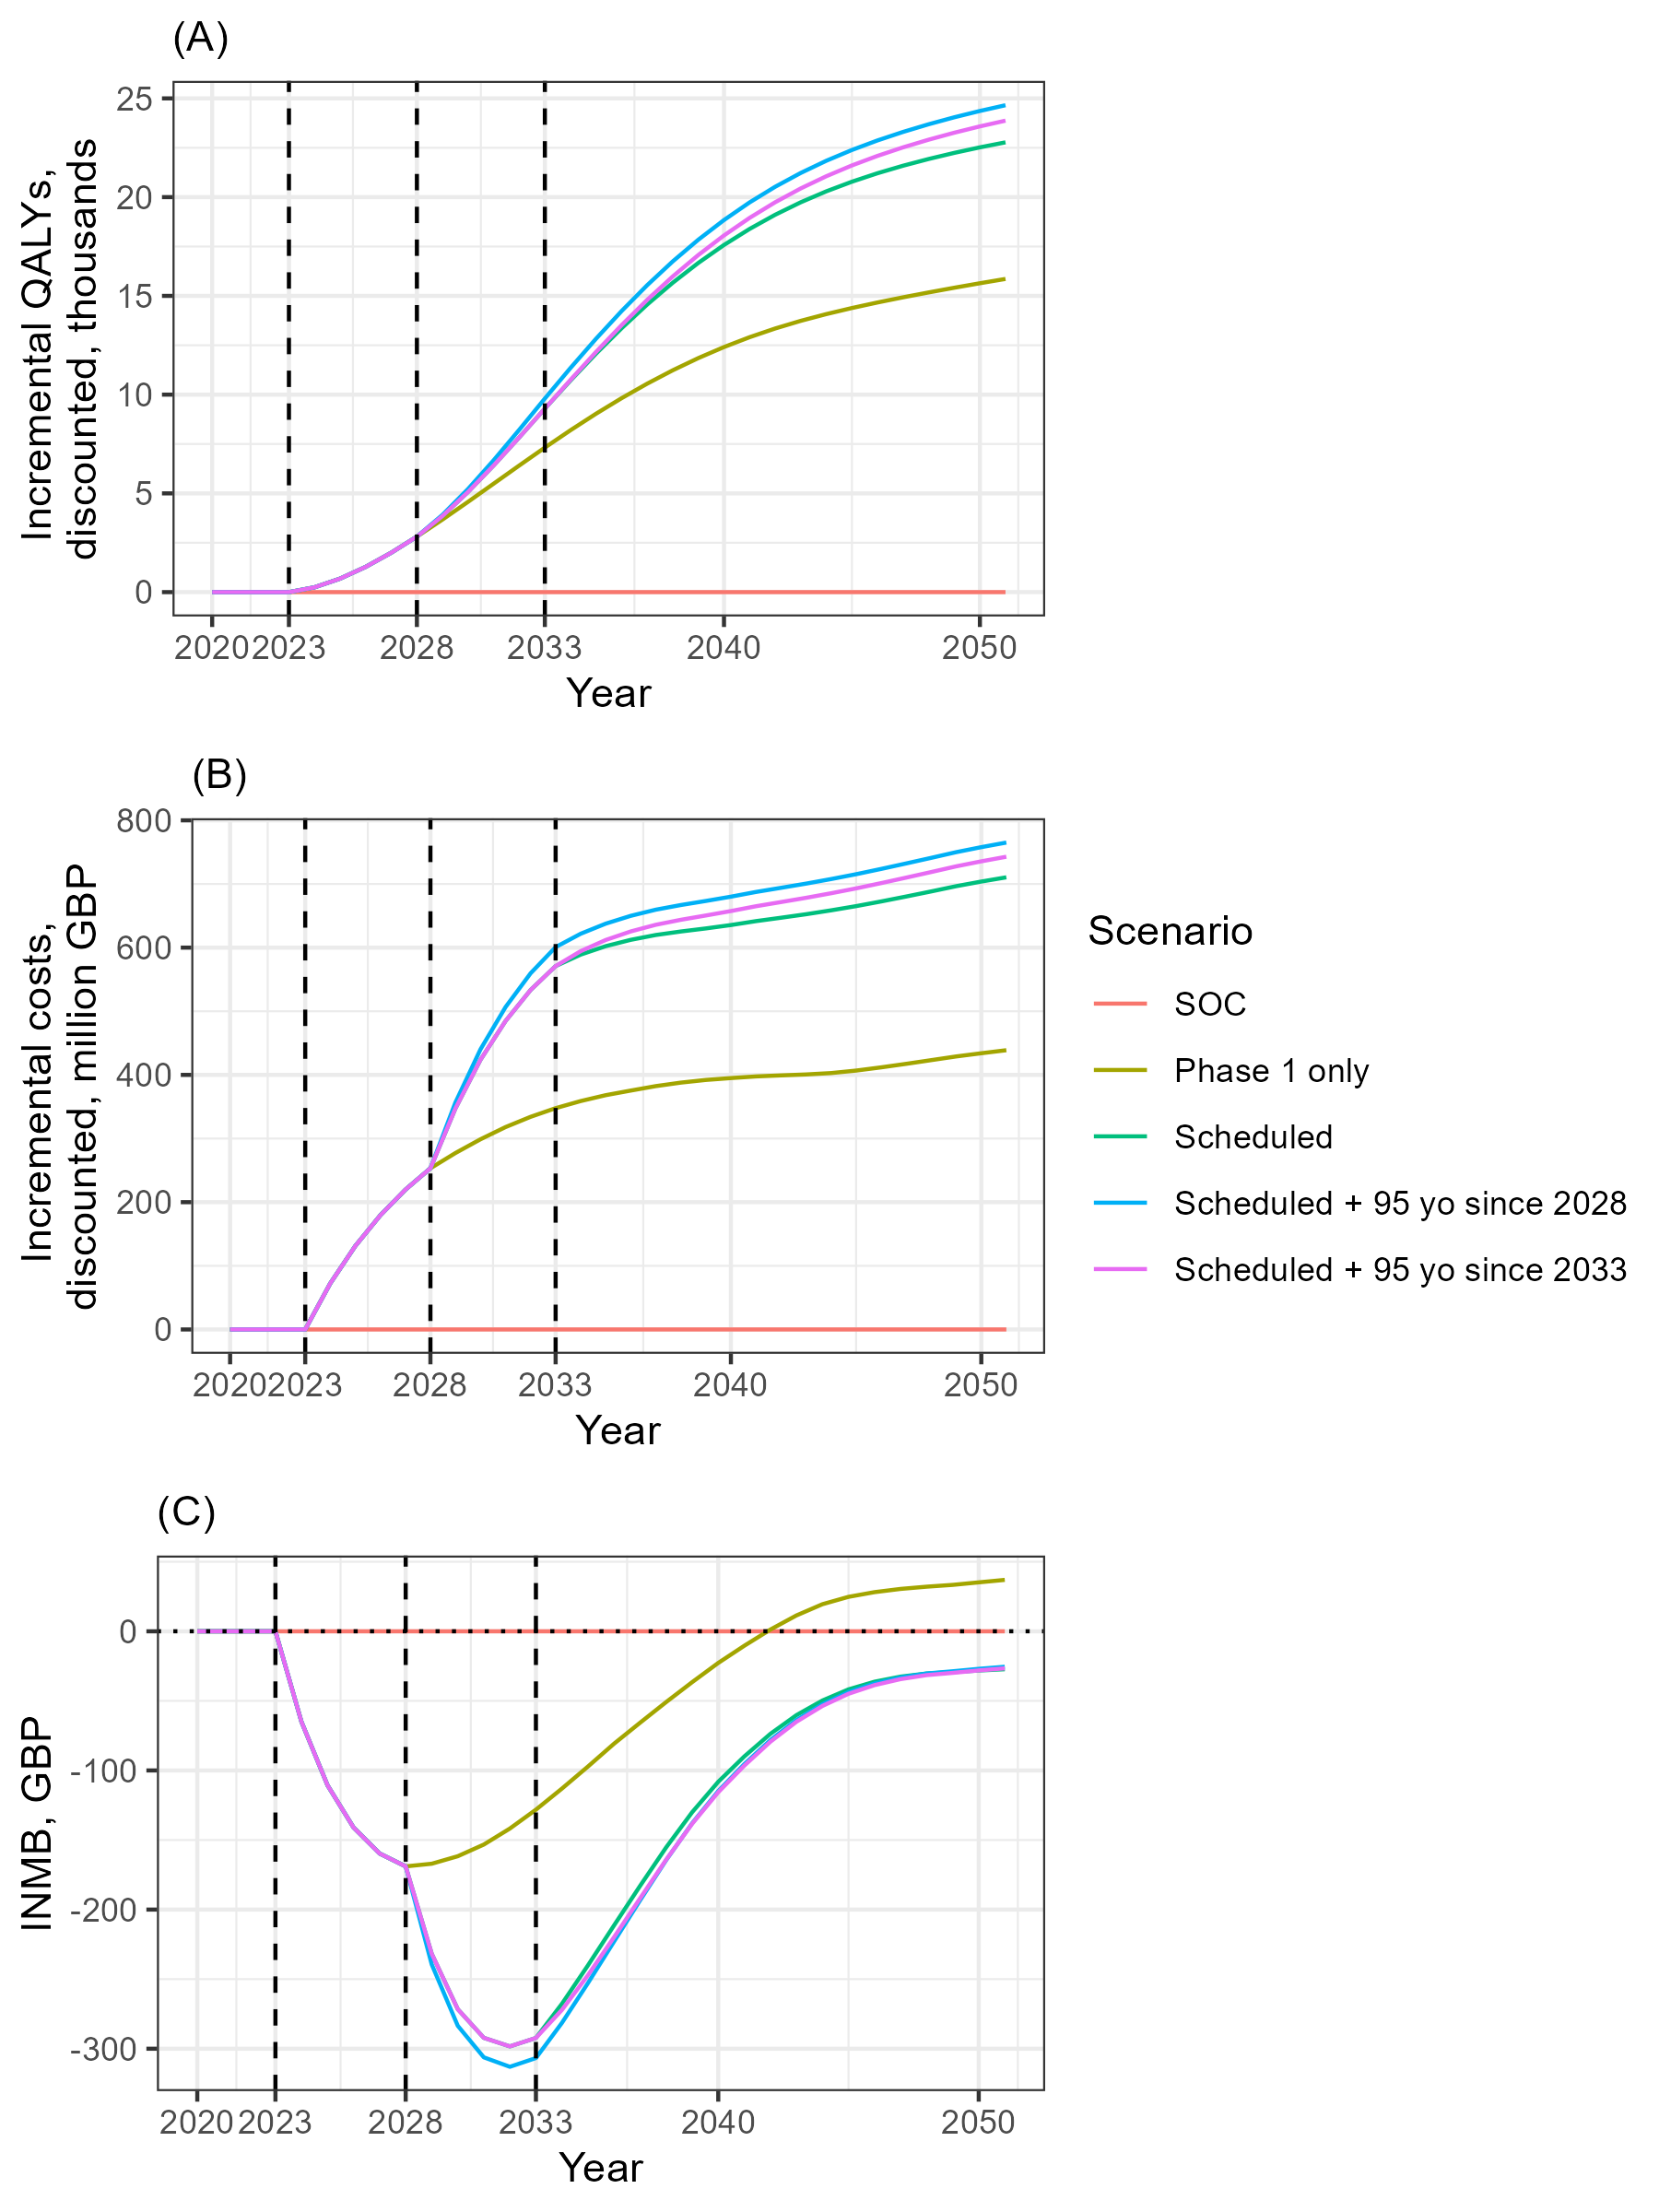 (A)
Incremental QALYs,
discounted, thousands
25
20
15
10
5
0
2020 2023 2028 2033 2040 2050
Year
(B)
Incremental costs,
discounted, million GBP
800
600
400
200
0
2020 2023 2028 2033 2040 2050
Year
Scenario
SOC
Phase 1 only
Scheduled
Scheduled + 95 yo since 2028
Scheduled + 95 yo since 2033
(C)
INMB, GBP
0
-100
-200
-300
2020 2023 2028 2033 2040 2050
Year